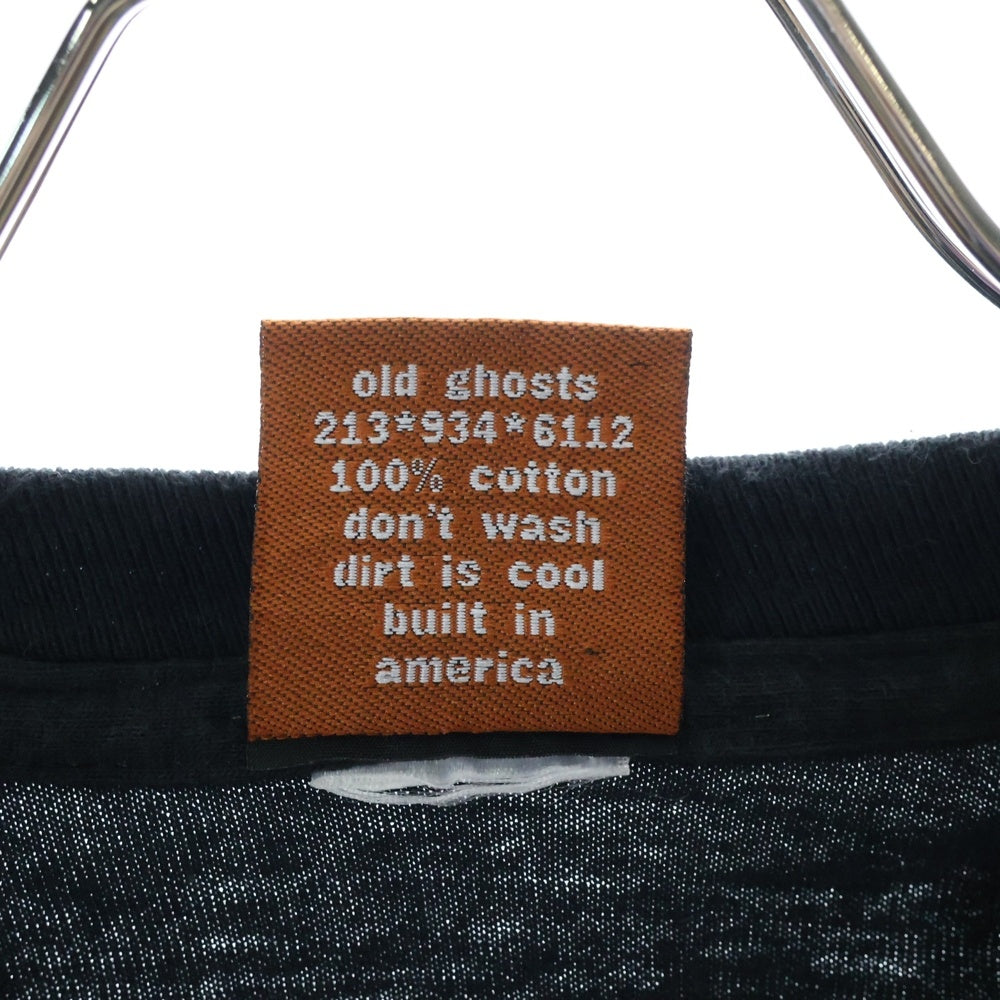 old ghosts
213*934*6112
100% cotton
don't wash
dirt is cool
built in
america